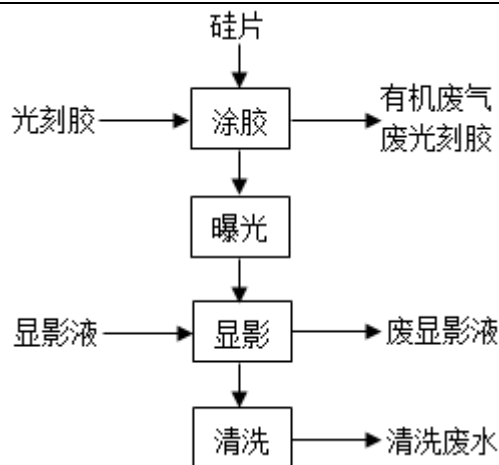 硅片
光刻胶
涂胶
有机废气
废光刻胶
曝光
显影液
显影
废显影液
清洗
清洗废水